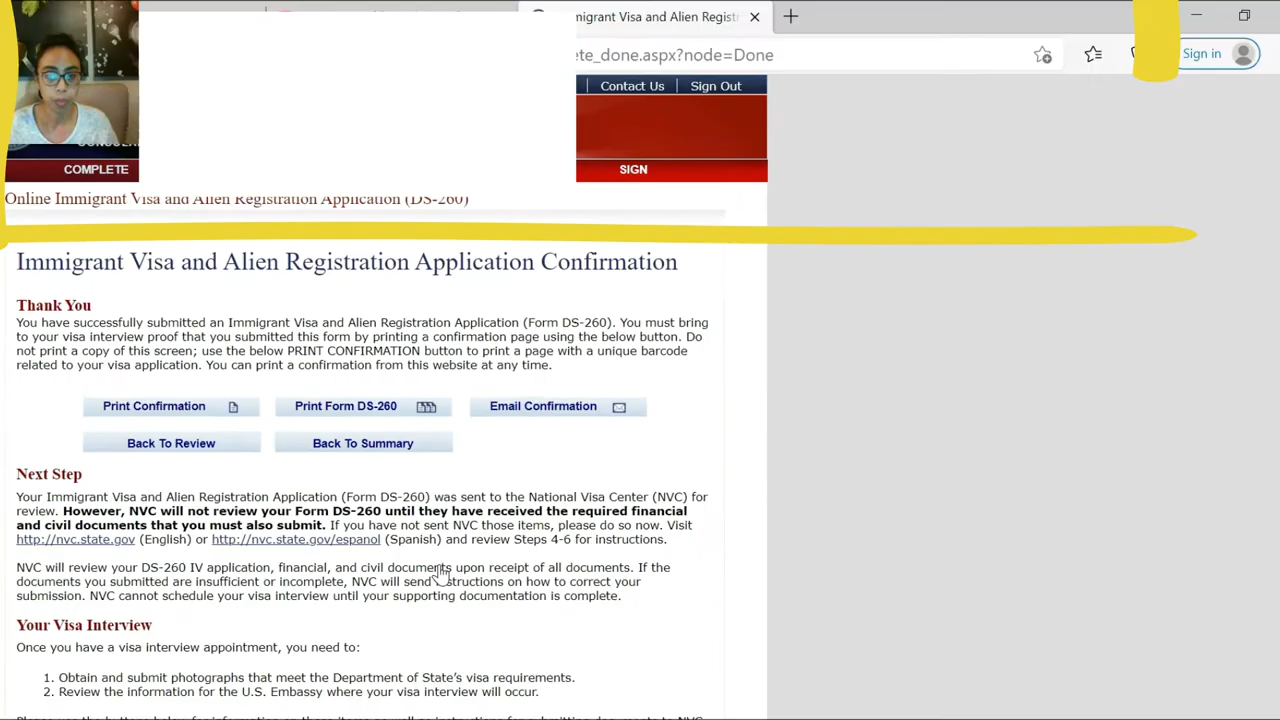 migrant Visa and Alien Regist
Sign in
ete_done.aspx?node=Done
Contact Us Sign Out
COMPLETE
SIGN
Online Immigrant Visa and Alien Registration Application (DS-260)
Immigrant Visa and Alien Registration Application Confirmation
Thank You
You have successfully submitted an Immigrant Visa and Alien Registration Application (Form DS-260). You must bring
to your visa interview proof that you submitted this form by printing a confirmation page using the below button. Do
not print a copy of this screen; use the below PRINT CONFIRMATION button to print a page with a unique barcode
related to your visa application. You can print a confirmation from this website at any time.
Print Confirmation Print Form DS-260 Email Confirmation
Back To Review Back To Summary
Next Step
Your Immigrant Visa and Alien Registration Application (Form DS-260) was sent to the National Visa Center (NVC) for
review. However, NVC will not review your Form DS-260 until they have received the required financial
and civil documents that you must also submit. If you have not sent NVC those items, please do so now. Visit
http://nvc.state.gov (English) or http://nvc.state.gov/espanol (Spanish) and review Steps 4-6 for instructions.
NVC will review your DS-260 IV application, financial, and civil documents upon receipt of all documents. If the
documents you submitted are insufficient or incomplete, NVC will send instructions on how to correct your
submission. NVC cannot schedule your visa interview until your supporting documentation is complete.
Your Visa Interview
Once you have a visa interview appointment, you need to:
1. Obtain and submit photographs that meet the Department of State's visa requirements.
2. Review the information for the U.S. Embassy where your visa interview will occur.